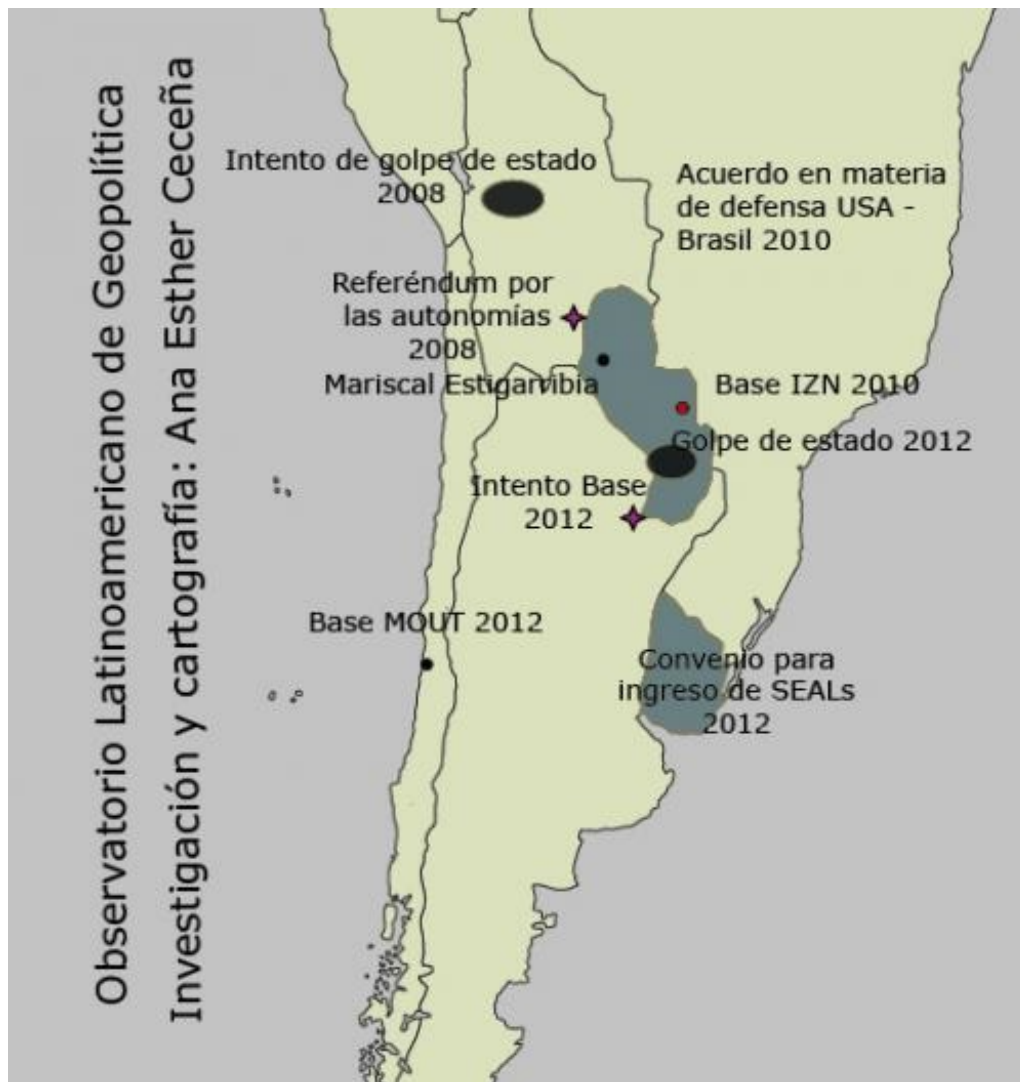 Observatorio Latinoamericano de Geopolítica
Investigación y cartografía: Ana Esther Ceceña
Intento de golpe de estado
2008
Acuerdo en materia
de defensa USA -
Brasil 2010
Referéndum por
las autonomías
2008
Mariscal Estigarribia
Base IZN 2010
Golpe de estado 2012
Intento Base
2012
Base MOUT 2012
Convenio para
ingreso de SEALs
2012